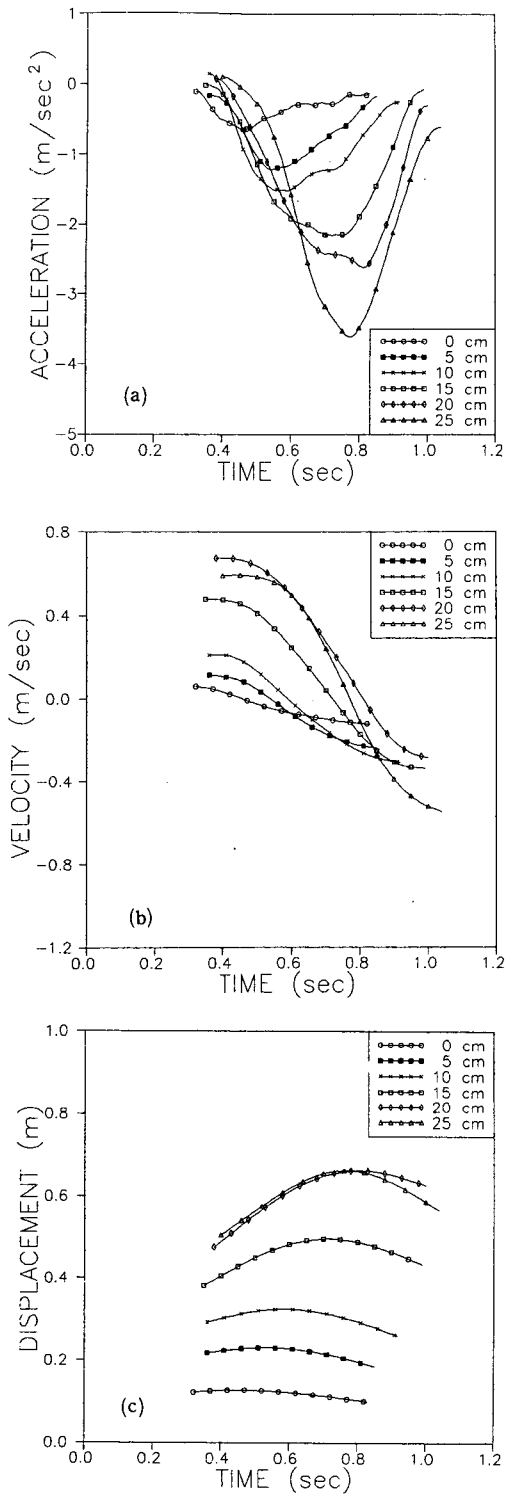 1
0
−1
−2
−3
−4
−5
ACCELERATION (m/sec²)
0 cm
5 cm
10 cm
15 cm
20 cm
25 cm
(a)
0.0 0.2 0.4 0.6 0.8 1.0 1.2
TIME (sec)
0.8
0.4
0.0
−0.4
−0.8
−1.2
VELOCITY (m/sec)
0 cm
5 cm
10 cm
15 cm
20 cm
25 cm
(b)
0.0 0.2 0.4 0.6 0.8 1.0 1.2
TIME (sec)
1.0
0.8
0.6
0.4
0.2
0.0
DISPLACEMENT (m)
0 cm
5 cm
10 cm
15 cm
20 cm
25 cm
(c)
0.0 0.2 0.4 0.6 0.8 1.0 1.2
TIME (sec)